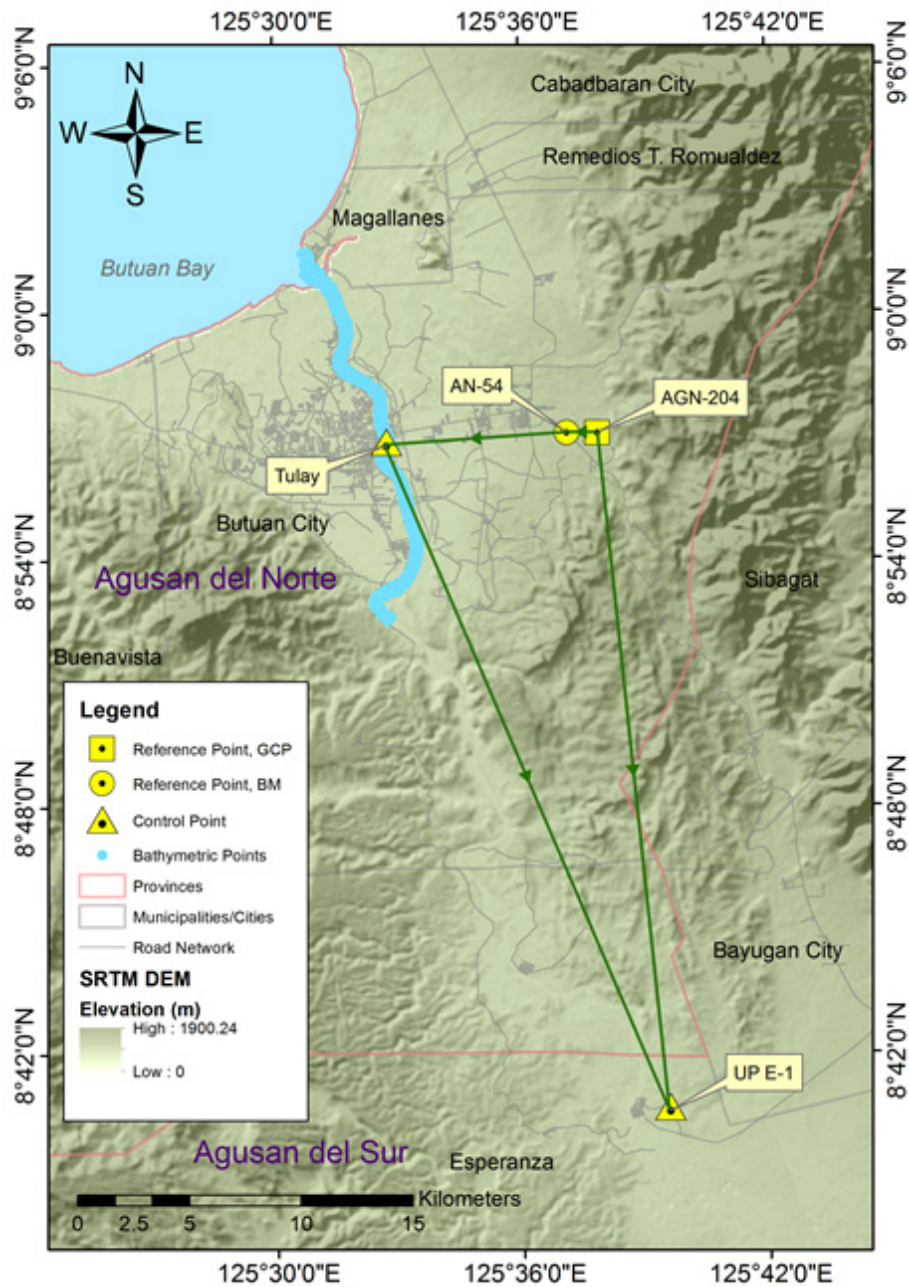 125°30'0"E 125°36'0"E 125°42'0"E
9°6'0"N
9°6'0"N
N
W E
S
Cabadbaran City
Remedios T. Romualdez
Magallanes
Butuan Bay
9°0'0"N
9°0'0"N
AN-54
AGN-204
Tulay
Butuan City
8°54'0"N
8°54'0"N
Agusan del Norte
Sibagat
Buenavista
Legend
Reference Point, GCP
Reference Point, BM
Control Point
Bathymetric Points
Provinces
Municipalities/Cities
Road Network
SRTM DEM
Elevation (m)
High : 1900.24
Low : 0
8°48'0"N
8°48'0"N
Bayugan City
8°42'0"N
8°42'0"N
UP E-1
Agusan del Sur
Esperanza
Kilometers
0 2.5 5 10 15
125°30'0"E 125°36'0"E 125°42'0"E